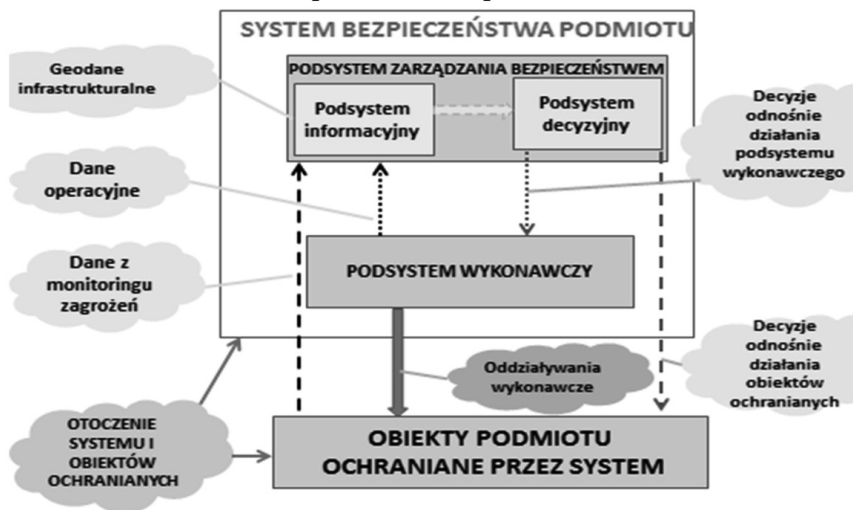 SYSTEM BEZPIECZEŃSTWA PODMIOTU
PODSYSTEM ZARZĄDZANIA BEZPIECZEŃSTWEM
Podsystem
informacyjny
Podsystem
decyzyjny
Geodane
infrastrukturalne
Dane
operacyjne
Dane z
monitoringu
zagrożeń
Decyzje
odnośnie
działania
podsystemu
wykonawczego
PODSYSTEM WYKONAWCZY
Oddziaływania
wykonawcze
Decyzje
odnośnie
działania
obiektów
ochranianych
OTOCZENIE
SYSTEMU I
OBIEKTÓW
OCHRANIANYCH
OBIEKTY PODMIOTU
OCHRANIANE PRZEZ SYSTEM